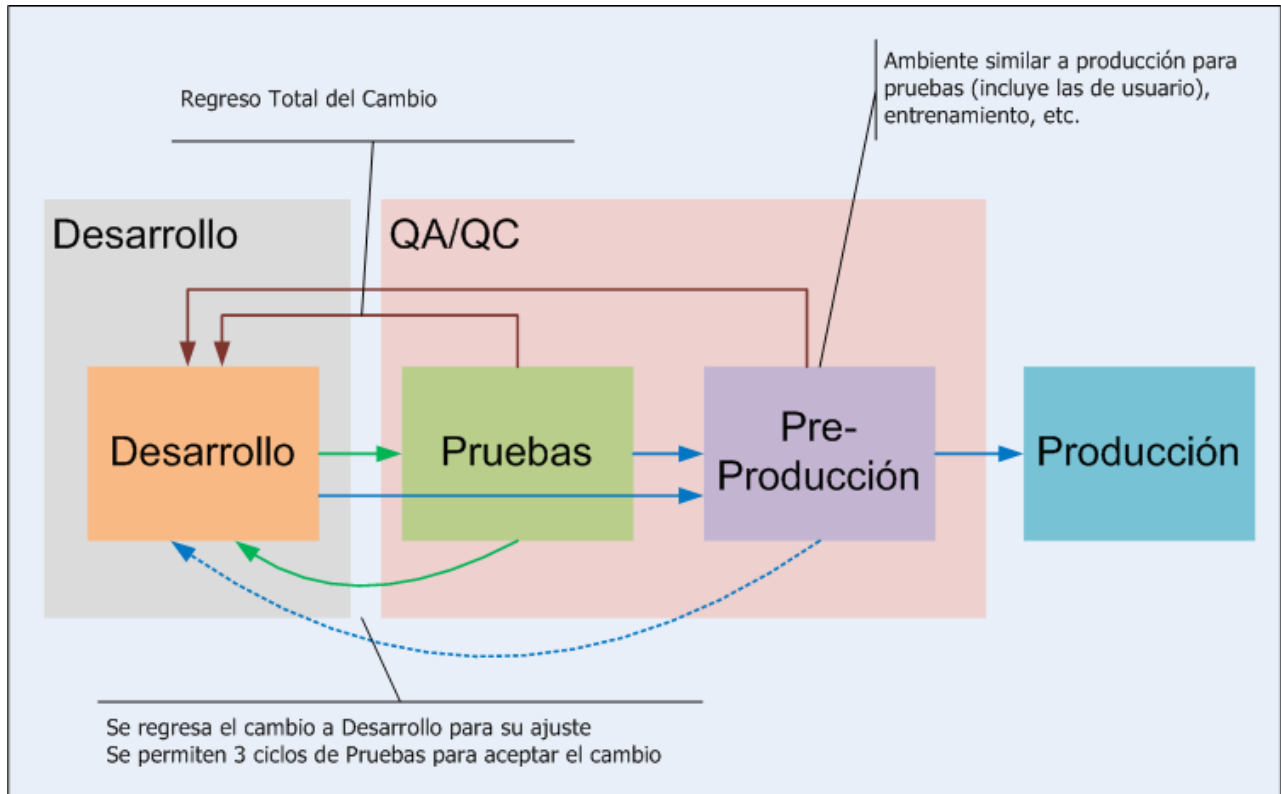 Regreso Total del Cambio
Ambiente similar a producción para
pruebas (incluye las de usuario),
entrenamiento, etc.
Desarrollo
QA/QC
Desarrollo
Pruebas
Pre-
Producción
Producción
Se regresa el cambio a Desarrollo para su ajuste
Se permiten 3 ciclos de Pruebas para aceptar el cambio